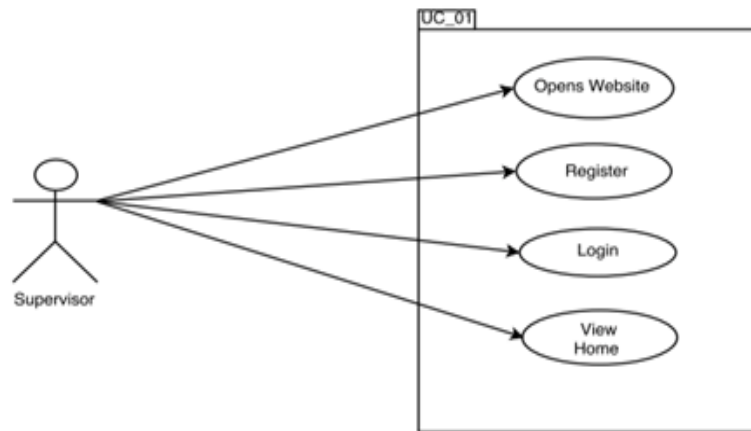 UC_01
Opens Website
Register
Login
View
Home
Supervisor